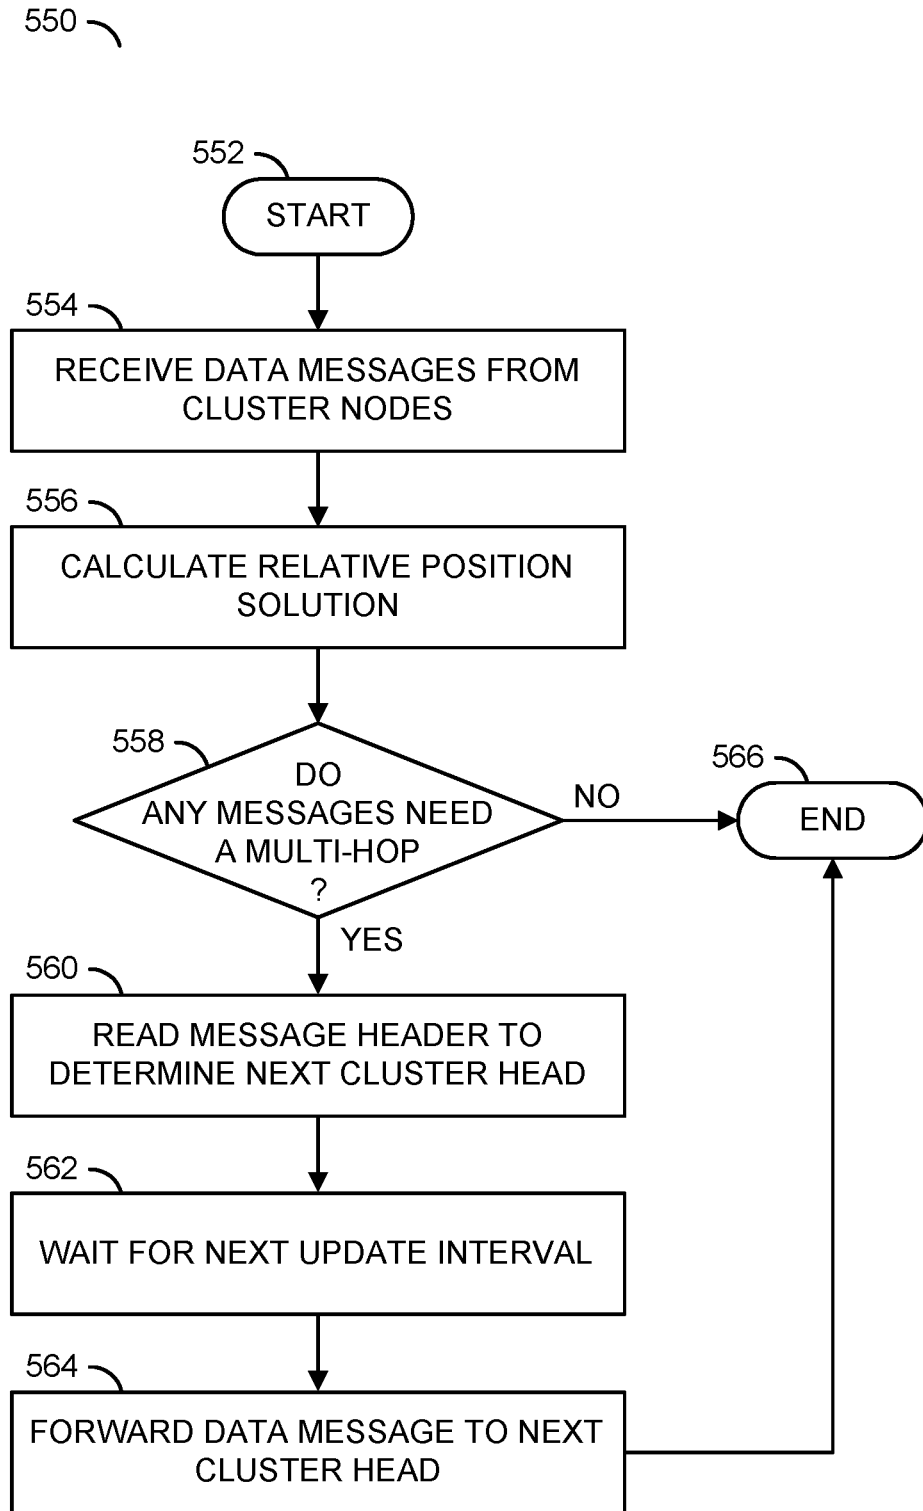 550
552
START
554
RECEIVE DATA MESSAGES FROM
CLUSTER NODES
556
CALCULATE RELATIVE POSITION
SOLUTION
558
DO
ANY MESSAGES NEED
A MULTI-HOP
?
NO
566
END
YES
560
READ MESSAGE HEADER TO
DETERMINE NEXT CLUSTER HEAD
562
WAIT FOR NEXT UPDATE INTERVAL
564
FORWARD DATA MESSAGE TO NEXT
CLUSTER HEAD